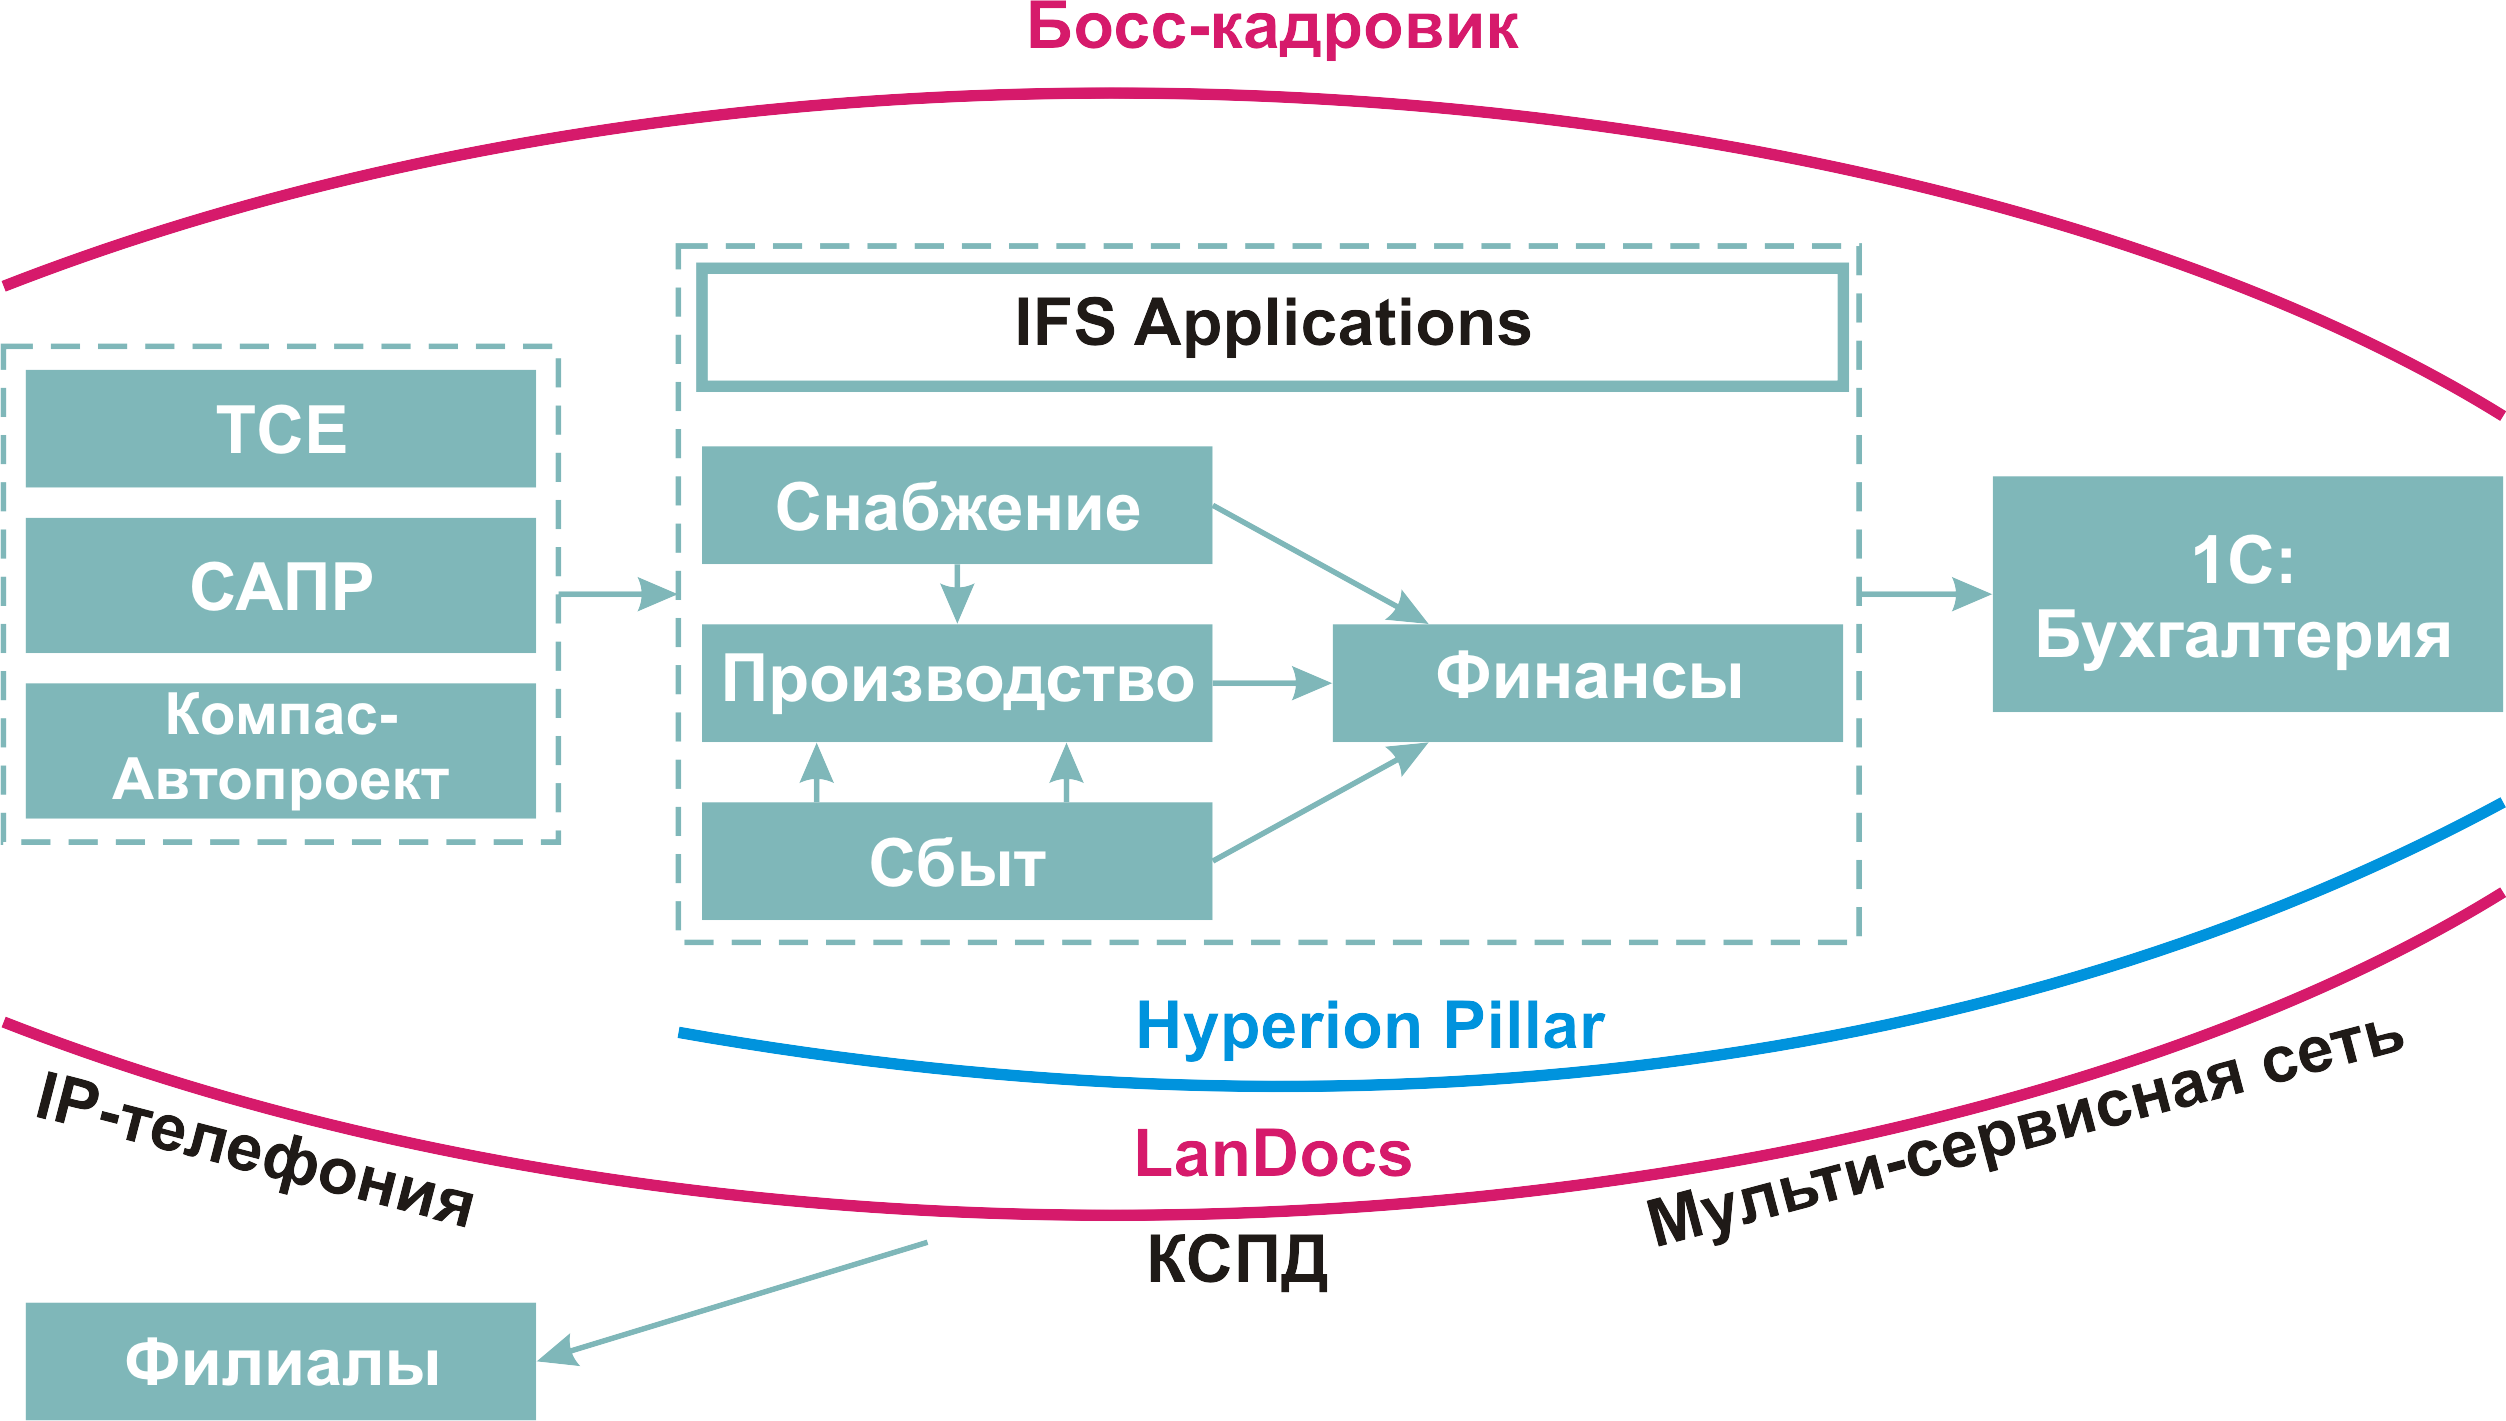 Босс-кадровик
IFS Applications
ТСЕ
САПР
Компас-
Автопроект
Снабжение
Производство
Сбыт
Финансы
1С:
Бухгалтерия
Hyperion Pillar
LanDocs
IP-телефония
Мульти-сервисная сеть
КСПД
Филиалы